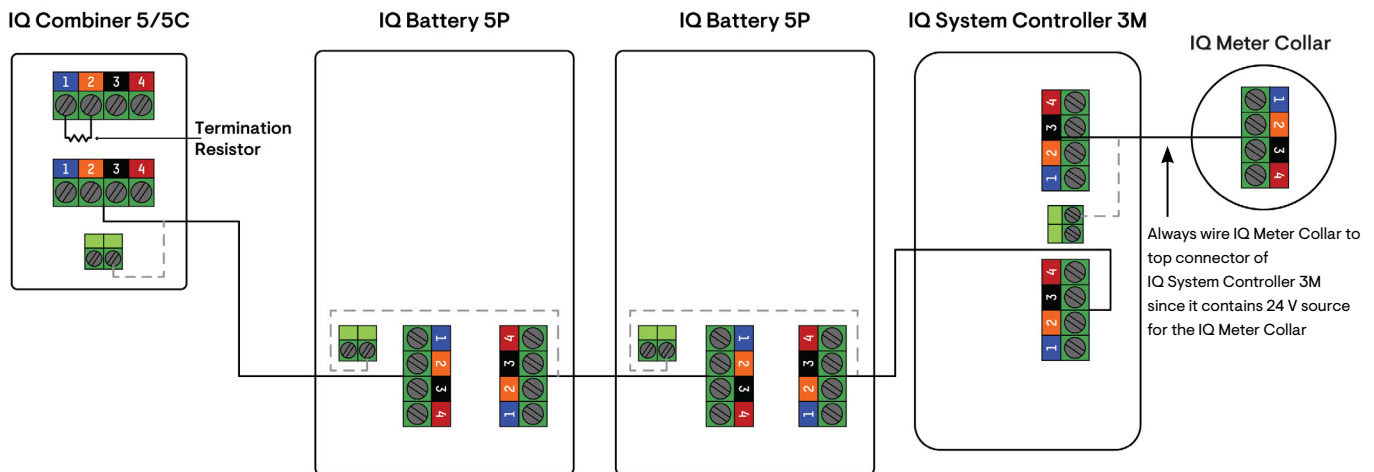 IQ Combiner 5/5C
IQ Battery 5P
IQ Battery 5P
IQ System Controller 3M
IQ Meter Collar
1 2 3 4
Termination
Resistor
1 2 3 4
1
2
3
4
4
3
2
1
1
2
3
4
4
3
2
1
4
3
2
1
4
3
2
1
1
2
3
4
Always wire IQ Meter Collar to
top connector of
IQ System Controller 3M
since it contains 24 V source
for the IQ Meter Collar